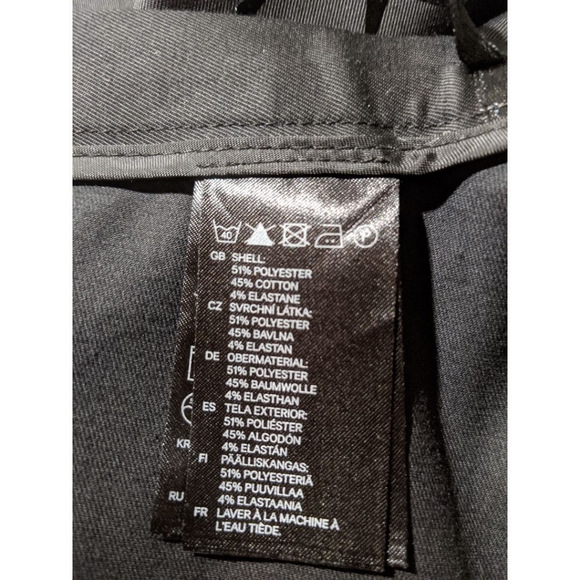 40 P
GB SHELL:
51% POLYESTER
45% COTTON
4% ELASTANE
CZ SVRCHNÍ LÁTKA:
51% POLYESTER
45% BAVLNA
4% ELASTAN
DE OBERMATERIAL:
51% POLYESTER
45% BAUMWOLLE
4% ELASTHAN
ES TELA EXTERIOR:
51% POLIÉSTER
45% ALGODÓN
4% ELASTÁN
FI PÄÄLLISKANGAS:
51% POLYESTERIÄ
45% PUUVILLAA
4% ELASTAANIA
FR LAVER À LA MACHINE À
L'EAU TIÈDE.
KR
RU